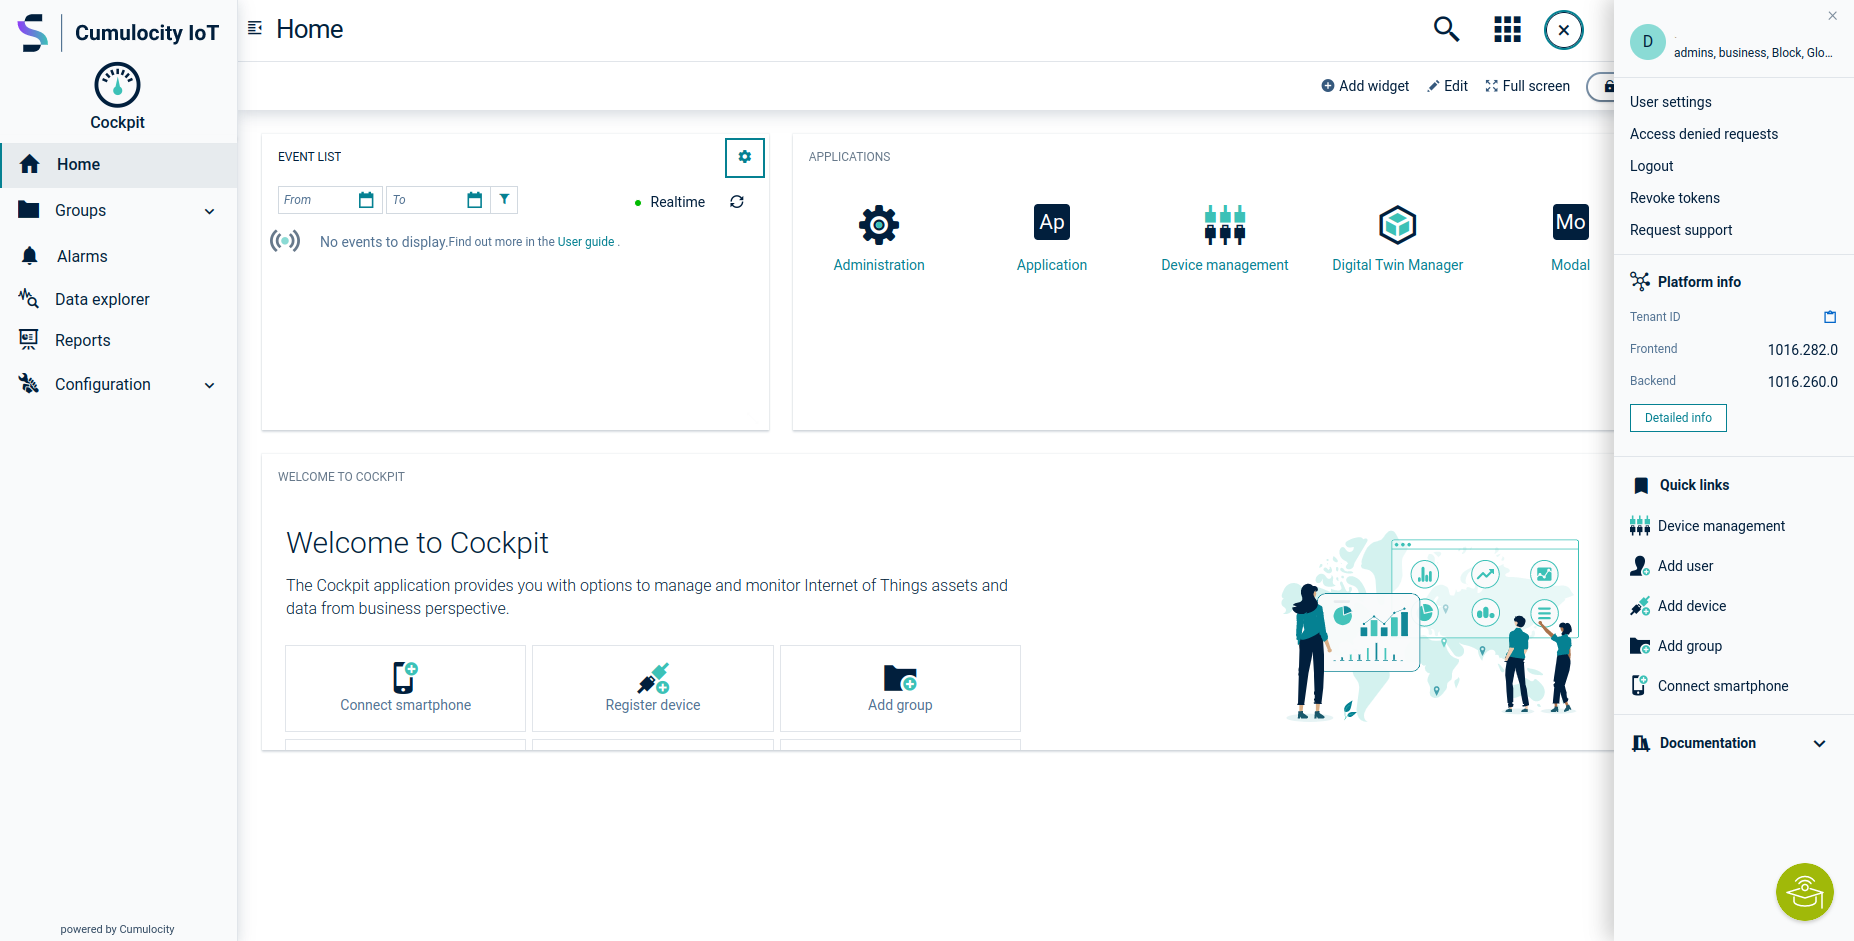 Cumulocity IoT
Cockpit
Home
Groups
Alarms
Data explorer
Reports
Configuration
powered by Cumulocity
Home
Add widget
Edit
Full screen
EVENT LIST
From
To
Realtime
No events to display.Find out more in the User guide .
APPLICATIONS
Ap
Mo
Administration
Application
Device management
Digital Twin Manager
Modal
WELCOME TO COCKPIT
Welcome to Cockpit
The Cockpit application provides you with options to manage and monitor Internet of Things assets and
data from business perspective.
Connect smartphone
Register device
Add group
D
admins, business, Block, Glo...
User settings
Access denied requests
Logout
Revoke tokens
Request support
Platform info
Tenant ID
Frontend
1016.282.0
Backend
1016.260.0
Detailed info
Quick links
Device management
Add user
Add device
Add group
Connect smartphone
Documentation